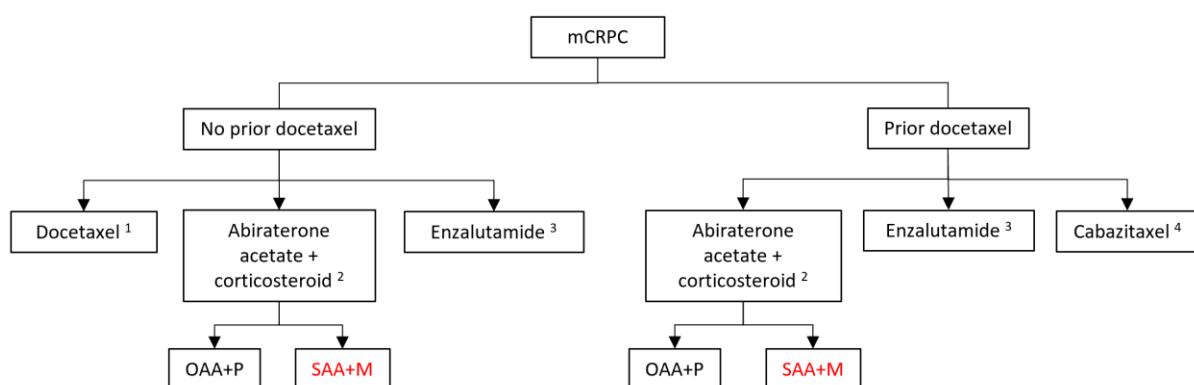 mCRPC
No prior docetaxel
Prior docetaxel
Docetaxel ¹
Abiraterone
acetate +
corticosteroid ²
Enzalutamide ³
Abiraterone
acetate +
corticosteroid ²
Enzalutamide ³
Cabazitaxel ⁴
OAA+P
SAA+M
OAA+P
SAA+M